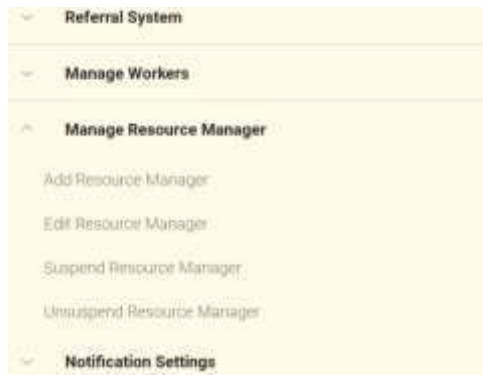 Referral System
Manage Workers
Manage Resource Manager
Add Resource Manager
Edit Resource Manager
Suspend Resource Manager
Unsuspend Resource Manager
Notification Settings